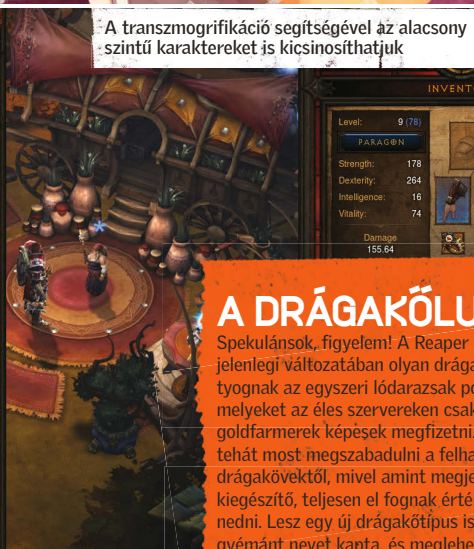 A transzmogrifikáció segítségével az alacsony
szintű karaktereket is kicsinosíthatjuk
INVENT
Level: 9 (78)
PARAGON
Strength: 178
Dexterity: 264
Intelligence: 16
Vitality: 74
Damage
155.64
A DRÁGAKŐLU
Spekulánsok, figyelem! A Reaper
jelenlegi változatában olyan drága
tyognak az egyszeri lódarazsak po
melyeket az éles szervereken csak
goldfarmerek képesek megfizetni.
tehát most megszabadulni a felha
drágakövektől, mivel amint megje
kiegészítő, teljesen el fognak érté
nedni. Lesz egy új drágakőtípus is
gyémánt nevet kapta, és meglehe